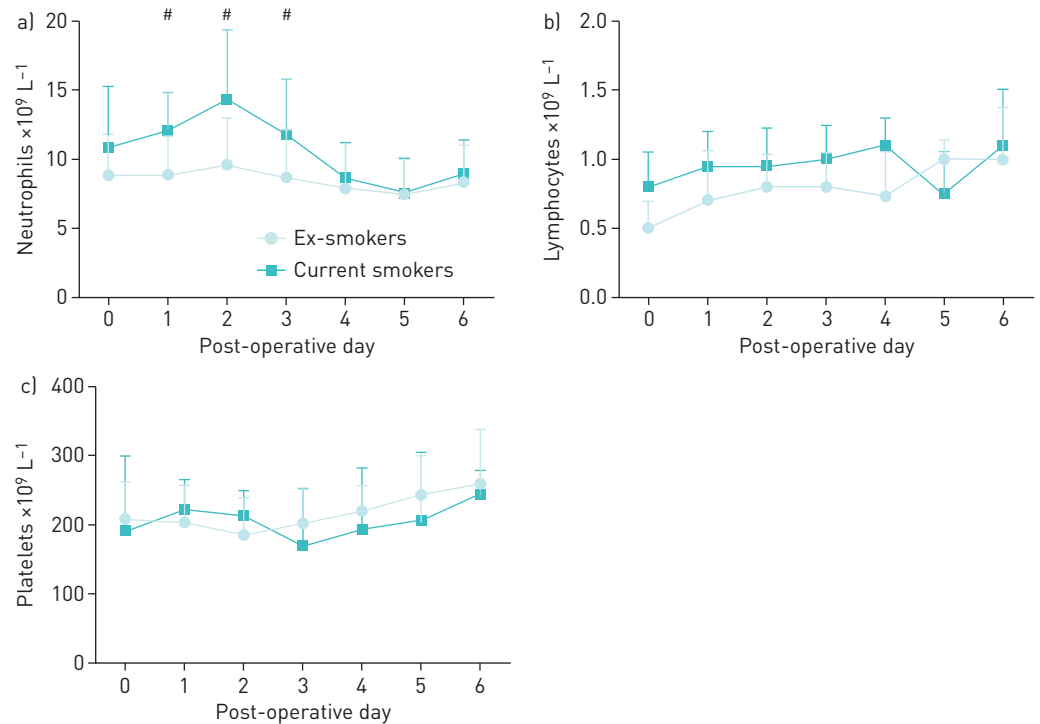 a)
# # #
Neutrophils ×10⁹ L⁻¹
20
15
10
5
0
Ex-smokers
Current smokers
0 1 2 3 4 5 6
Post-operative day
b)
Lymphocytes ×10⁹ L⁻¹
2.0
1.5
1.0
0.5
0.0
0 1 2 3 4 5 6
Post-operative day
c)
Platelets ×10⁹ L⁻¹
400
300
200
100
0
0 1 2 3 4 5 6
Post-operative day